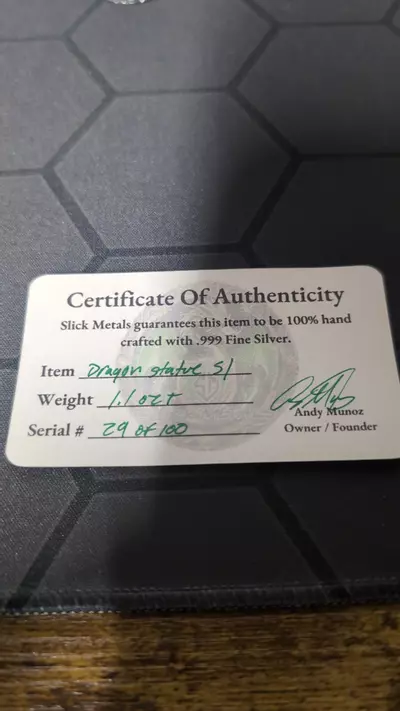 Certificate Of Authenticity
Slick Metals guarantees this item to be 100% hand
crafted with .999 Fine Silver.
Item Dragon statue S/
Weight 1.1 ozt
Serial # 29 of 100
Andy Munoz
Owner / Founder